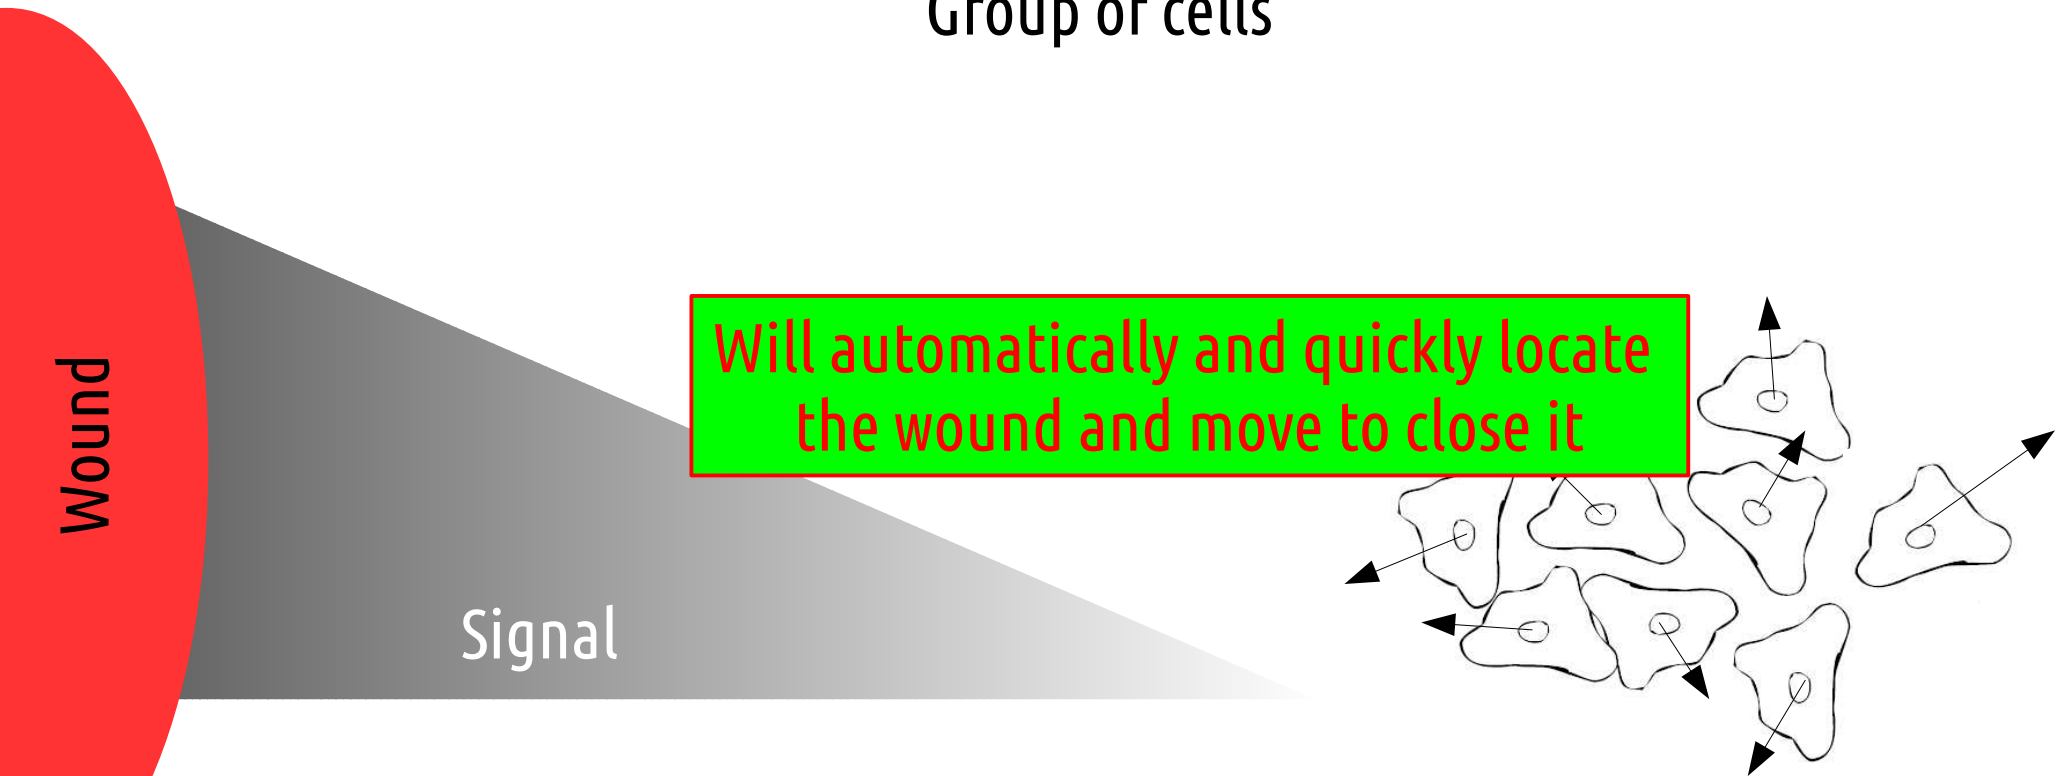 Group of cells
Will automatically and quickly locate
the wound and move to close it
Wound
Signal